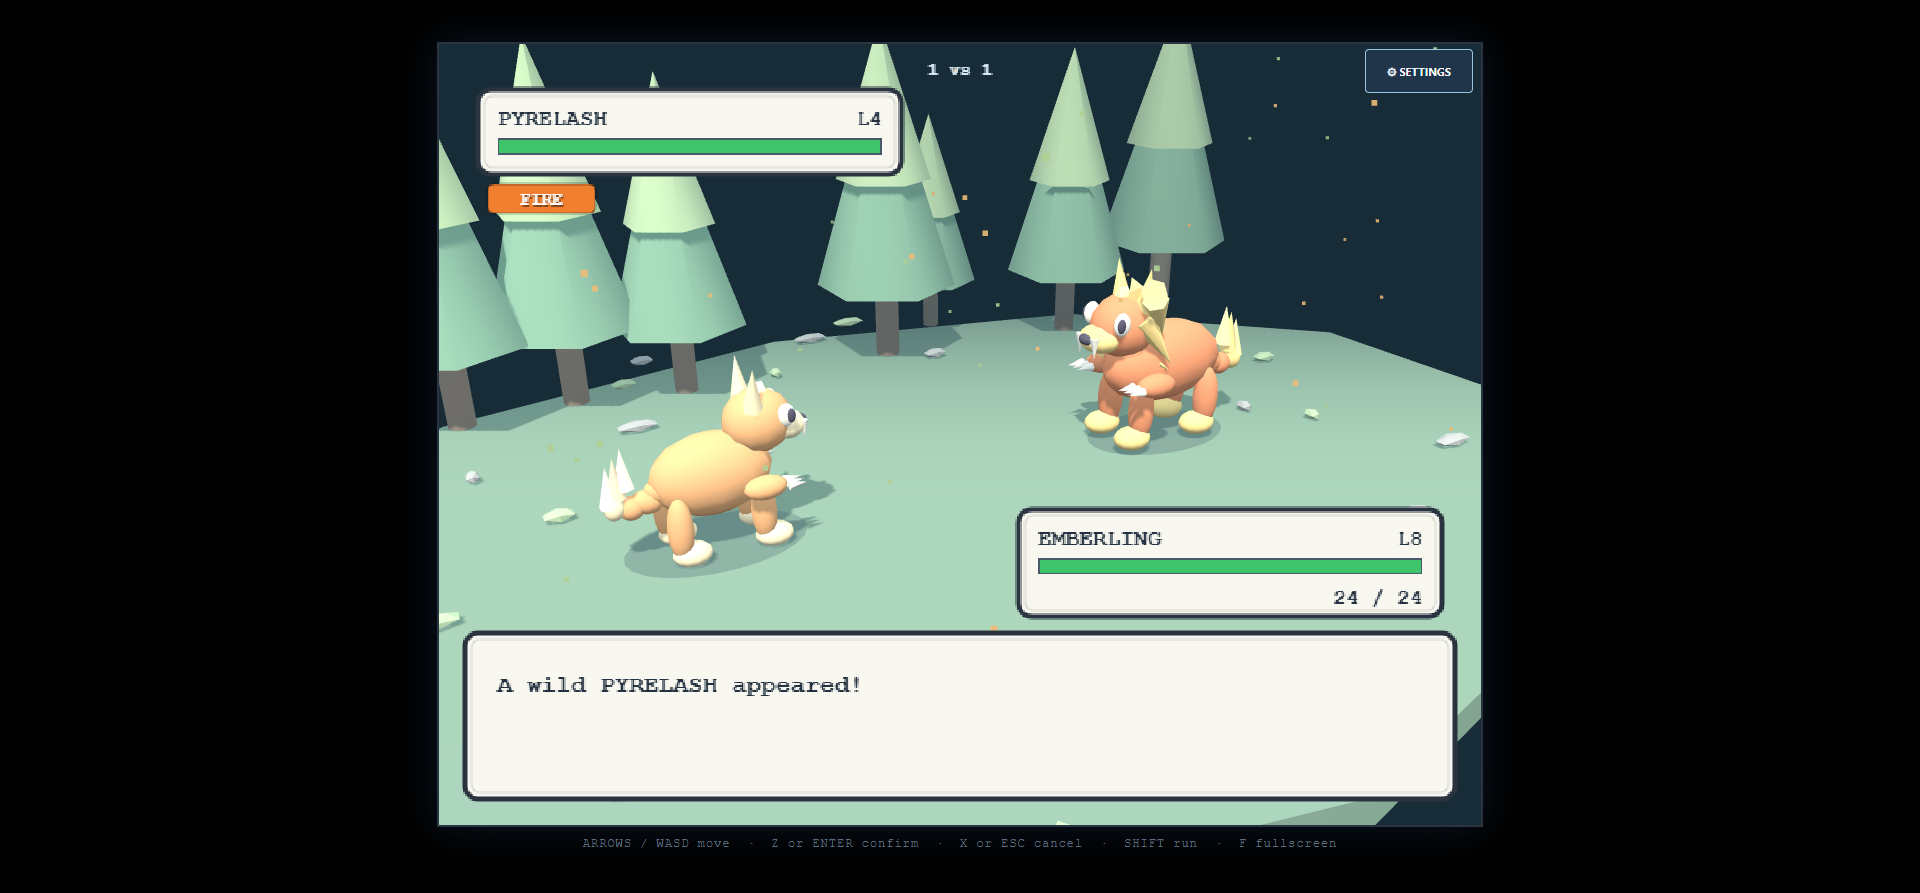 1 vs 1
⚙ SETTINGS
PYRELASH L4
FIRE
EMBERLING L8
24 / 24
A wild PYRELASH appeared!
ARROWS / WASD move · Z or ENTER confirm · X or ESC cancel · SHIFT run · F fullscreen